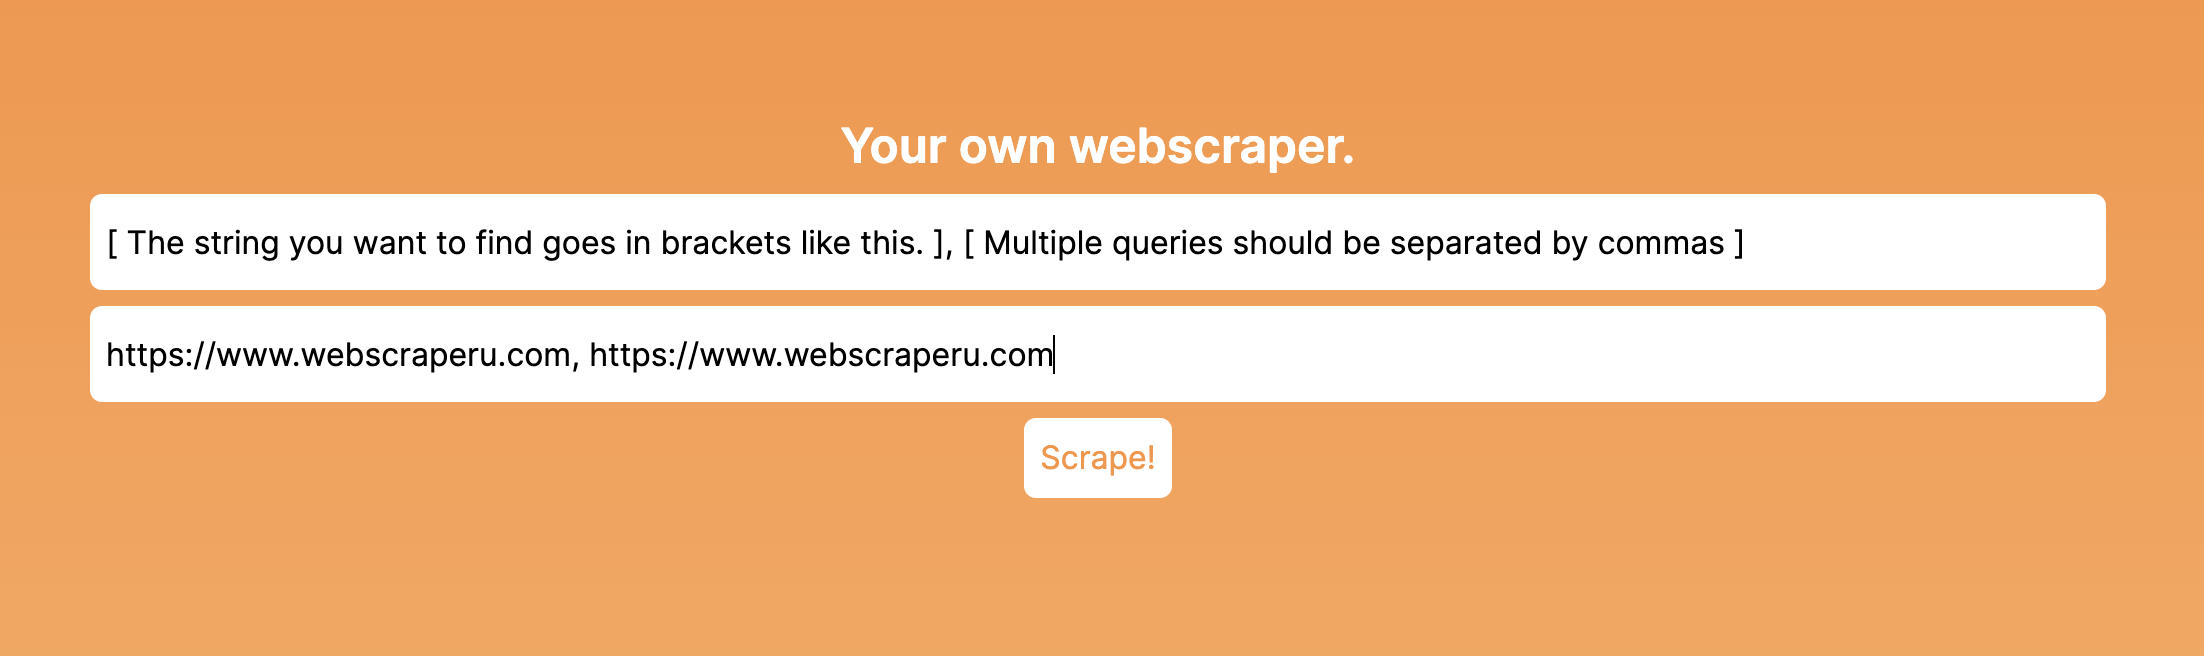 Your own webscraper.
[ The string you want to find goes in brackets like this. ], [ Multiple queries should be separated by commas ]
https://www.webscraperu.com, https://www.webscraperu.com
Scrape!